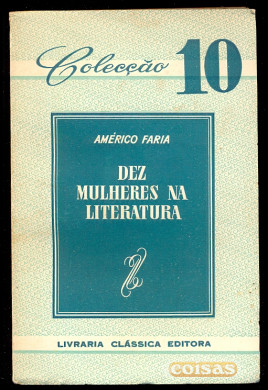 Colecção 10
AMÉRICO FARIA
DEZ
MULHERES NA
LITERATURA
LIVRARIA CLÁSSICA EDITORA
COISAS